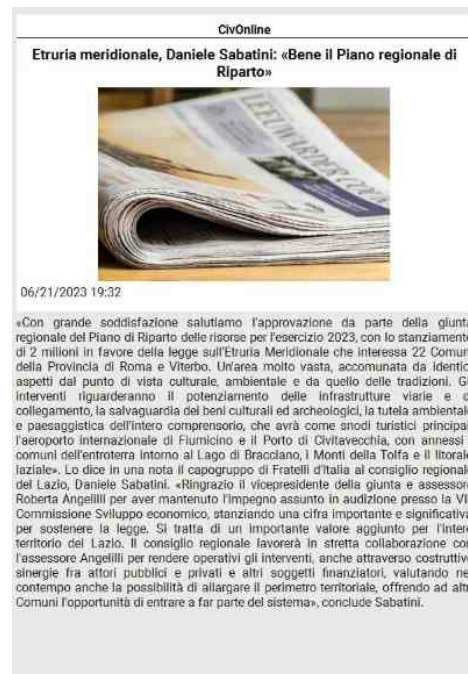 CivOnline
Etruria meridionale, Daniele Sabatini: «Bene il Piano regionale di
Riparto»
LEEUWARDER COU
06/21/2023 19:32
«Con grande soddisfazione salutiamo l'approvazione da parte della giunta
regionale del Piano di Riparto delle risorse per l'esercizio 2023, con lo stanziamento
di 2 milioni in favore della legge sull'Etruria Meridionale che interessa 22 Comun
della Provincia di Roma e Viterbo. Un'area molto vasta, accomunata da identic
aspetti dal punto di vista culturale, ambientale e da quello delle tradizioni. Gl
interventi riguarderanno il potenziamento delle infrastrutture viarie e d
collegamento, la salvaguardia dei beni culturali ed archeologici, la tutela ambientale
e paesaggistica dell'intero comprensorio, che avrà come snodi turistici principal
l'aeroporto internazionale di Fiumicino e il Porto di Civitavecchia, con annessi i
comuni dell'entroterra intorno al Lago di Bracciano, i Monti della Tolfa e il litorale
laziale». Lo dice in una nota il capogruppo di Fratelli d'Italia al consiglio regionale
del Lazio, Daniele Sabatini. «Ringrazio il vicepresidente della giunta e assessore
Roberta Angelilli per aver mantenuto l'impegno assunto in audizione presso la VII
Commissione Sviluppo economico, stanziando una cifra importante e significativa
per sostenere la legge. Si tratta di un importante valore aggiunto per l'intero
territorio del Lazio. Il consiglio regionale lavorerà in stretta collaborazione con
l'assessore Angelilli per rendere operativi gli interventi, anche attraverso costruttive
sinergie fra attori pubblici e privati e altri soggetti finanziatori, valutando nel
contempo anche la possibilità di allargare il perimetro territoriale, offrendo ad altri
Comuni l'opportunità di entrare a far parte del sistema», conclude Sabatini.